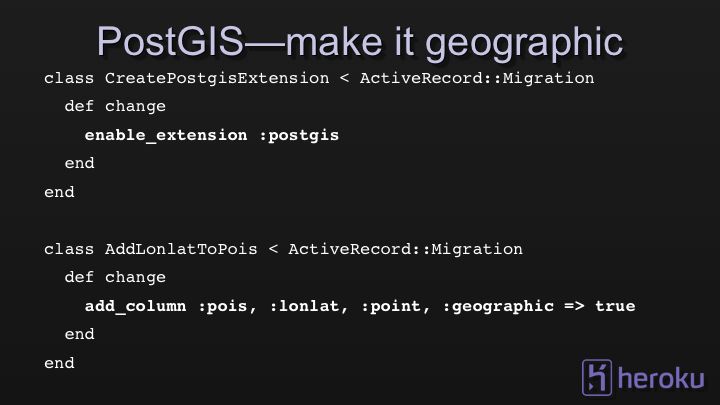 PostGIS—make it geographic
class CreatePostgisExtension < ActiveRecord::Migration
  def change
    enable_extension :postgis
  end
end

class AddLonlatToPois < ActiveRecord::Migration
  def change
    add_column :pois, :lonlat, :point, :geographic => true
  end
end
heroku